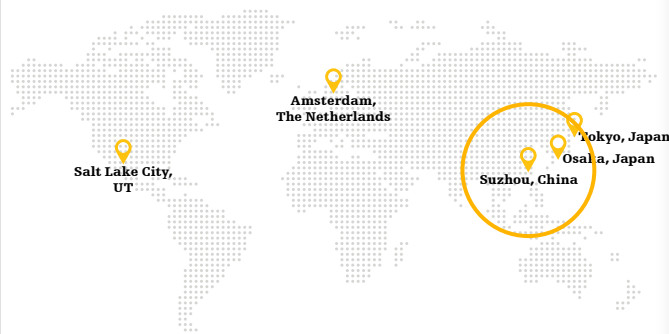 Amsterdam,
The Netherlands
Tokyo, Japan
Osaka, Japan
Salt Lake City,
UT
Suzhou, China